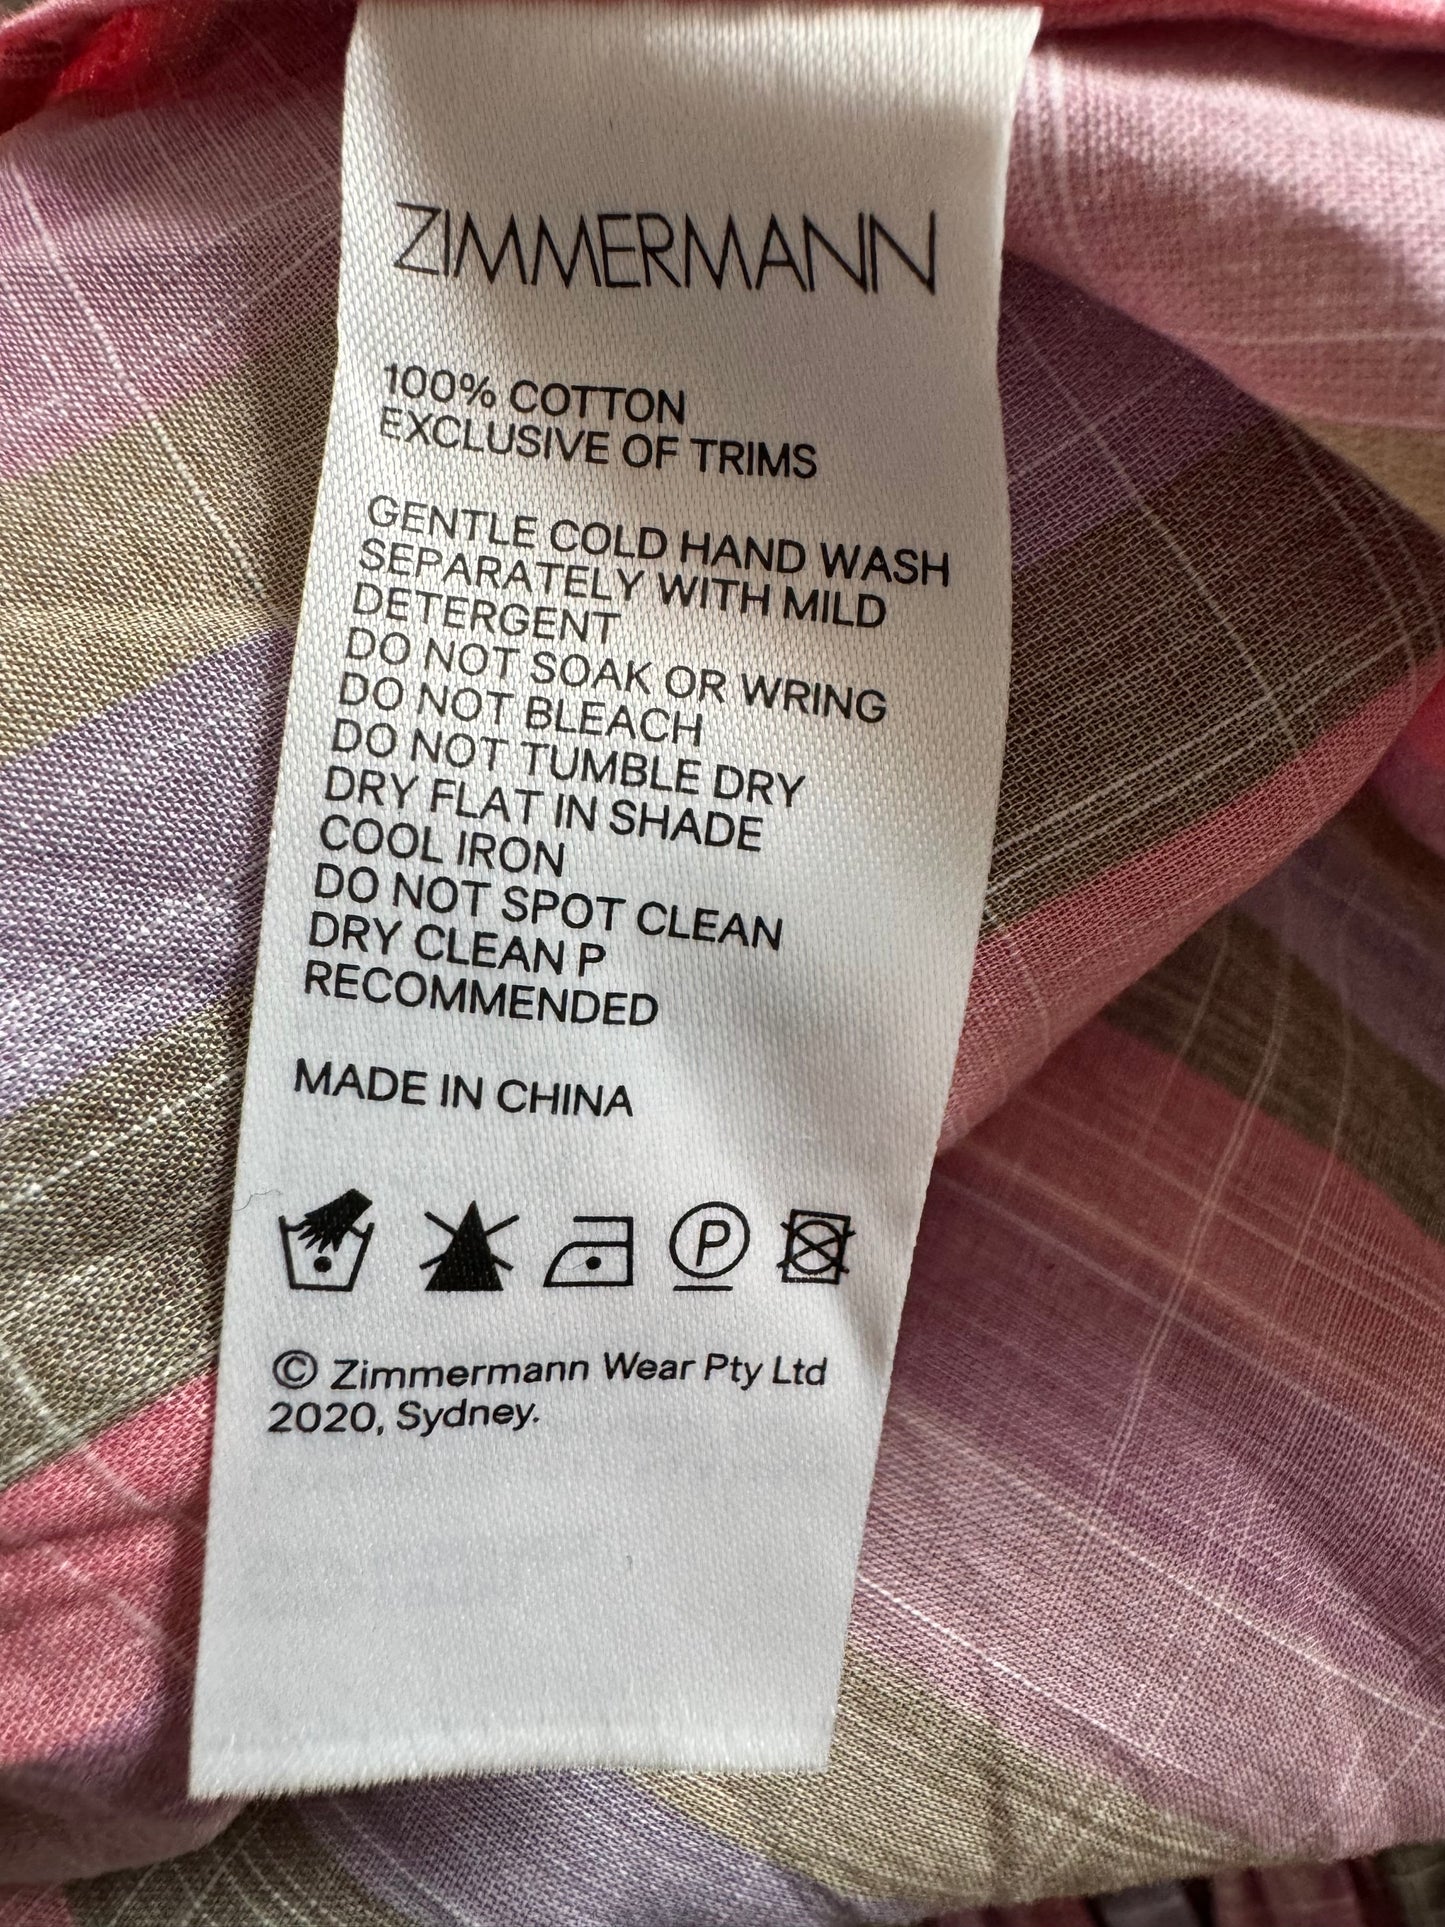 ZIMMERMANN
100% COTTON
EXCLUSIVE OF TRIMS
GENTLE COLD HAND WASH
SEPARATELY WITH MILD
DETERGENT
DO NOT SOAK OR WRING
DO NOT BLEACH
DO NOT TUMBLE DRY
DRY FLAT IN SHADE
COOL IRON
DO NOT SPOT CLEAN
DRY CLEAN P
RECOMMENDED
MADE IN CHINA
P
© Zimmermann Wear Pty Ltd
2020, Sydney.